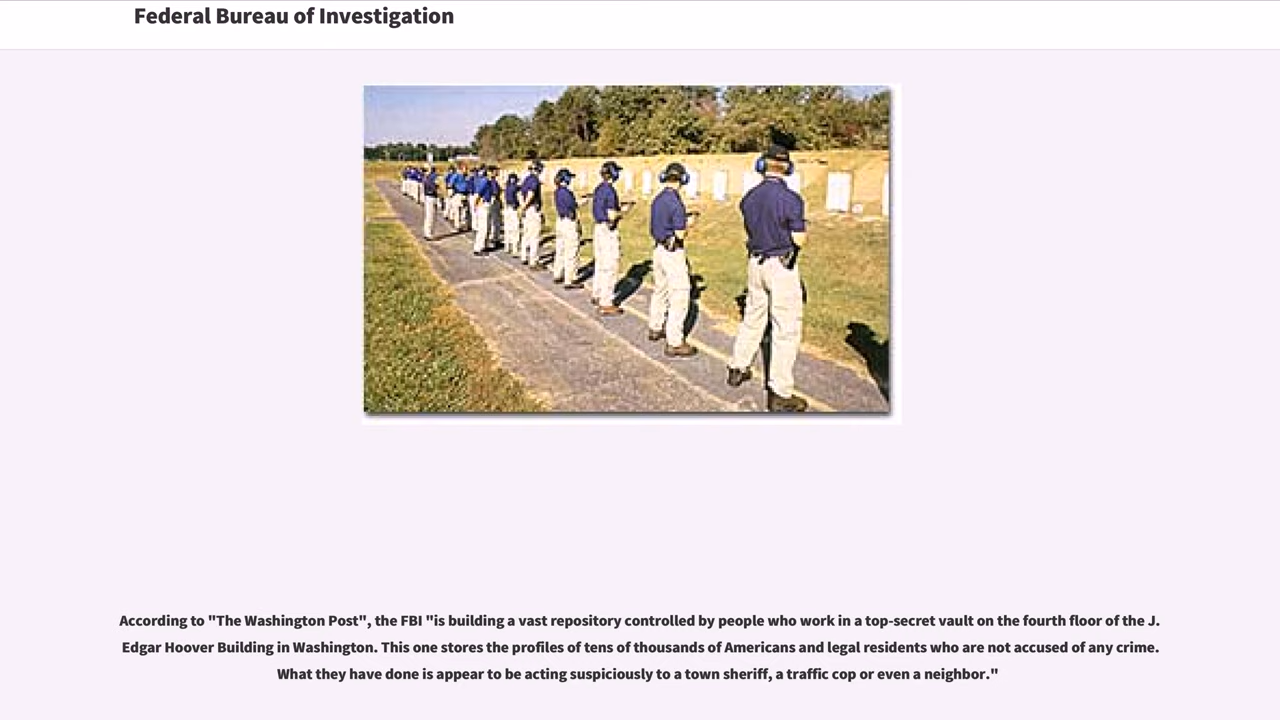 Federal Bureau of Investigation
According to "The Washington Post", the FBI "is building a vast repository controlled by people who work in a top-secret vault on the fourth floor of the J.
Edgar Hoover Building in Washington. This one stores the profiles of tens of thousands of Americans and legal residents who are not accused of any crime.
What they have done is appear to be acting suspiciously to a town sheriff, a traffic cop or even a neighbor."